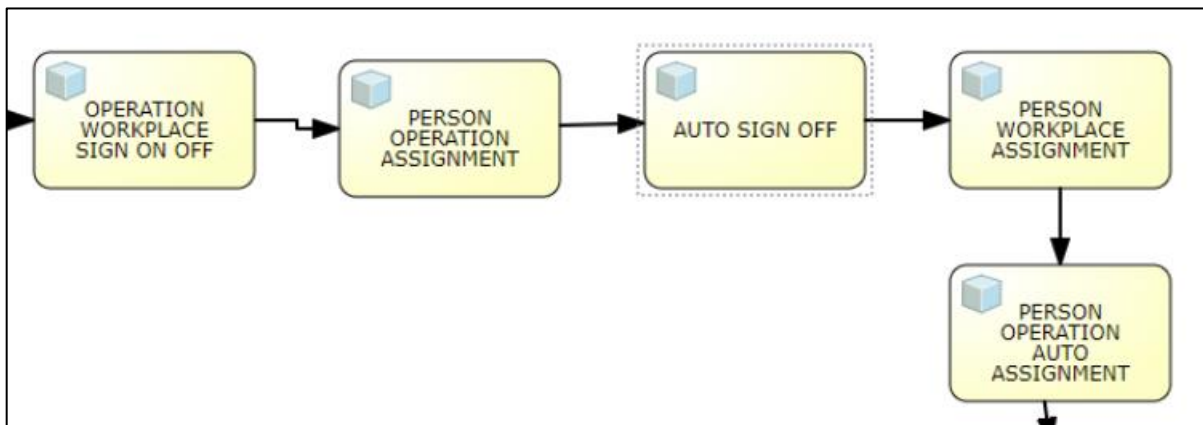 OPERATION
WORKPLACE
SIGN ON OFF
PERSON
OPERATION
ASSIGNMENT
AUTO SIGN OFF
PERSON
WORKPLACE
ASSIGNMENT
PERSON
OPERATION
AUTO
ASSIGNMENT